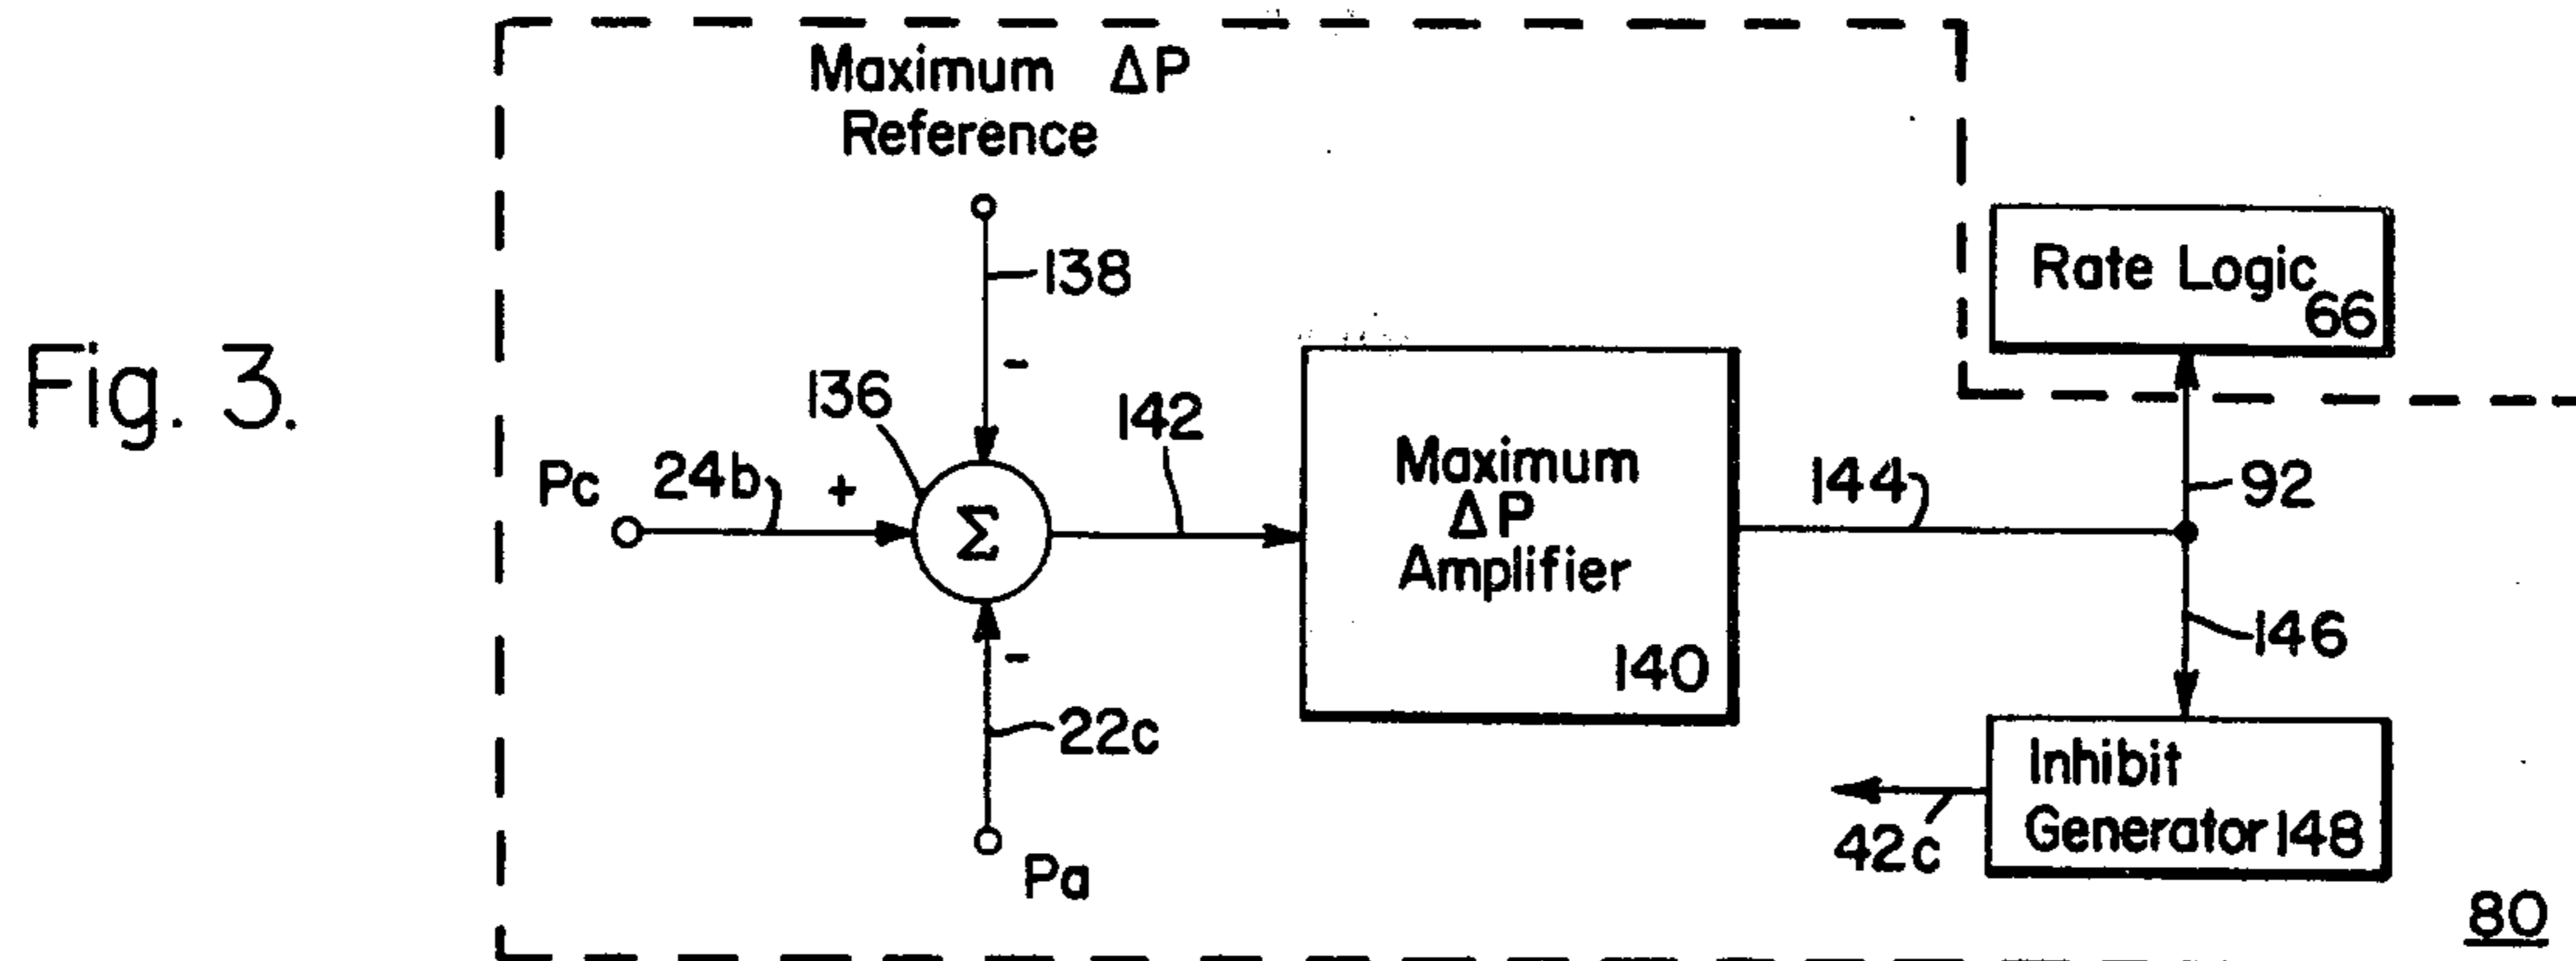 Fig. 3.
Maximum ΔP
Reference
138
-
136
Pc
24b
+
Σ
142
-
22c
Pa
Maximum
ΔP
Amplifier
140
144
Rate Logic
66
92
146
Inhibit
Generator 148
42c
80